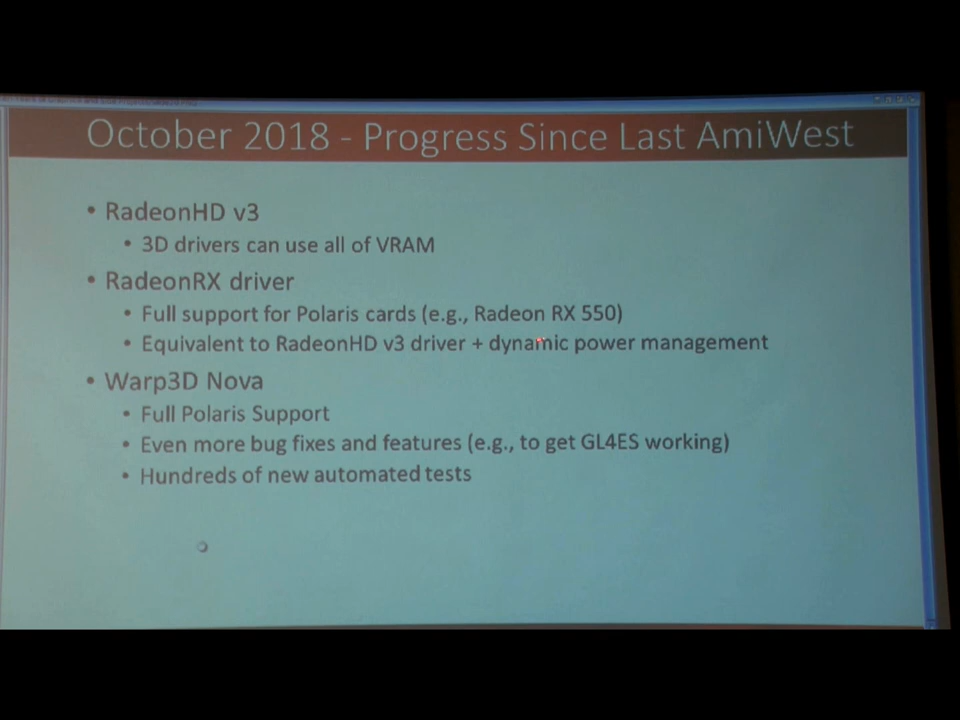 October 2018 - Progress Since Last AmiWest
• RadeonHD v3
• 3D drivers can use all of VRAM
• RadeonRX driver
• Full support for Polaris cards (e.g., Radeon RX 550)
• Equivalent to RadeonHD v3 driver + dynamic power management
• Warp3D Nova
• Full Polaris Support
• Even more bug fixes and features (e.g., to get GL4ES working)
• Hundreds of new automated tests